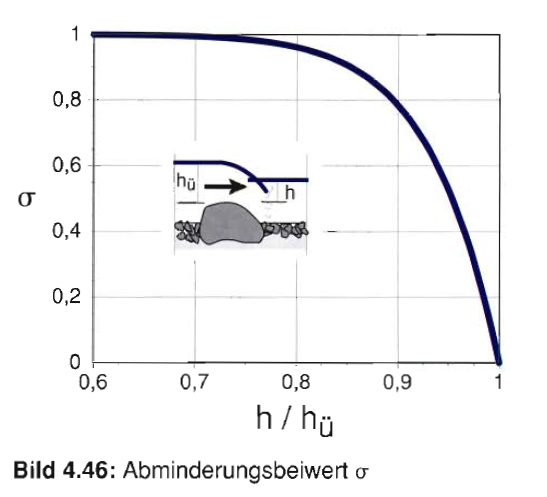 1
0,8
0,6
σ
0,4
0,2
0
hü
h
0,6 0,7 0,8 0,9 1
h / hü
Bild 4.46: Abminderungsbeiwert σ